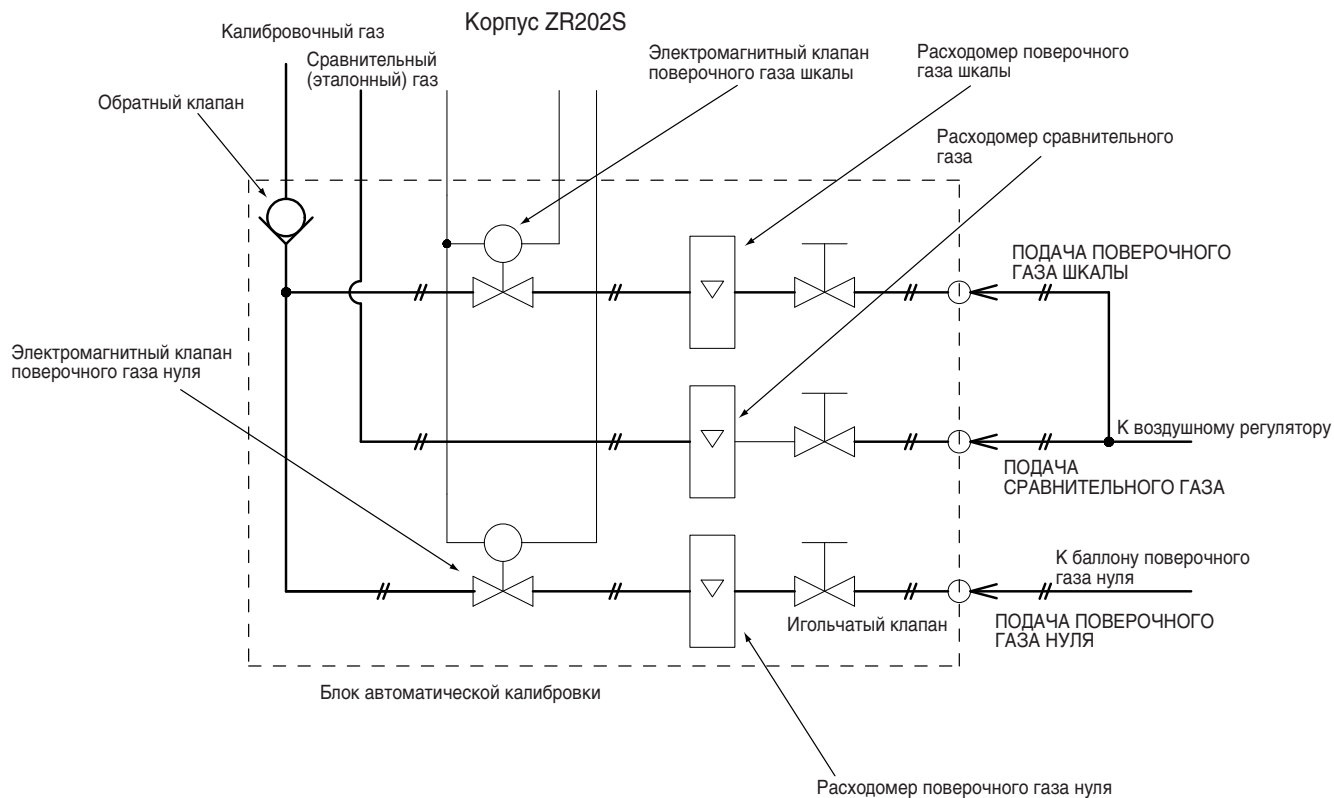 Корпус ZR202S
Калибровочный газ
Сравнительный
(эталонный) газ
Электромагнитный клапан
поверочного газа шкалы
Расходомер поверочного
газа шкалы
Обратный клапан
Расходомер сравнительного
газа
ПОДАЧА ПОВЕРОЧНОГО
ГАЗА ШКАЛЫ
Электромагнитный клапан
поверочного газа нуля
К воздушному регулятору
ПОДАЧА
СРАВНИТЕЛЬНОГО ГАЗА
К баллону поверочного
газа нуля
Игольчатый клапан
ПОДАЧА ПОВЕРОЧНОГО
ГАЗА НУЛЯ
Блок автоматической калибровки
Расходомер поверочного газа нуля